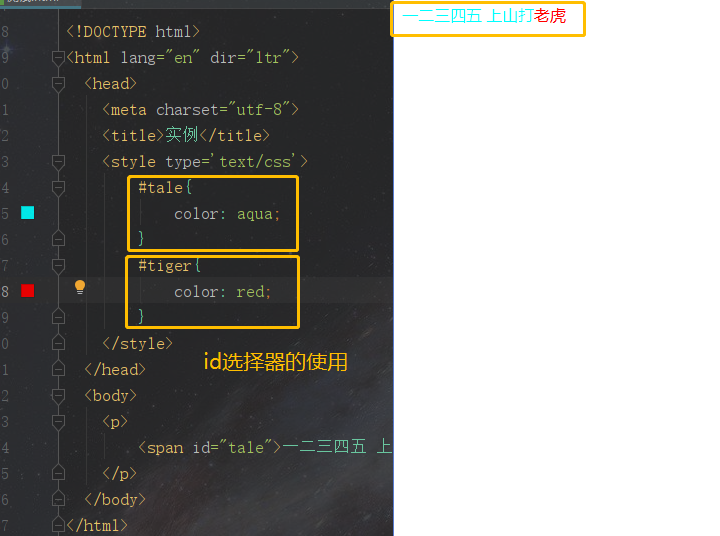 一二三四五 上山打老虎
8 <!DOCTYPE html>
9 <html lang="en" dir="ltr">
0 <head>
1 <meta charset="utf-8">
2 <title>实例</title>
3 <style type='text/css'>
4 #tale{
5 color: aqua;
6 }
7 #tiger{
8 color: red;
9 }
0 </style>
id选择器的使用
1 </head>
2 <body>
3 <p>
4 <span id="tale">一二三四五 上
5 </p>
6 </body>
7 </html>